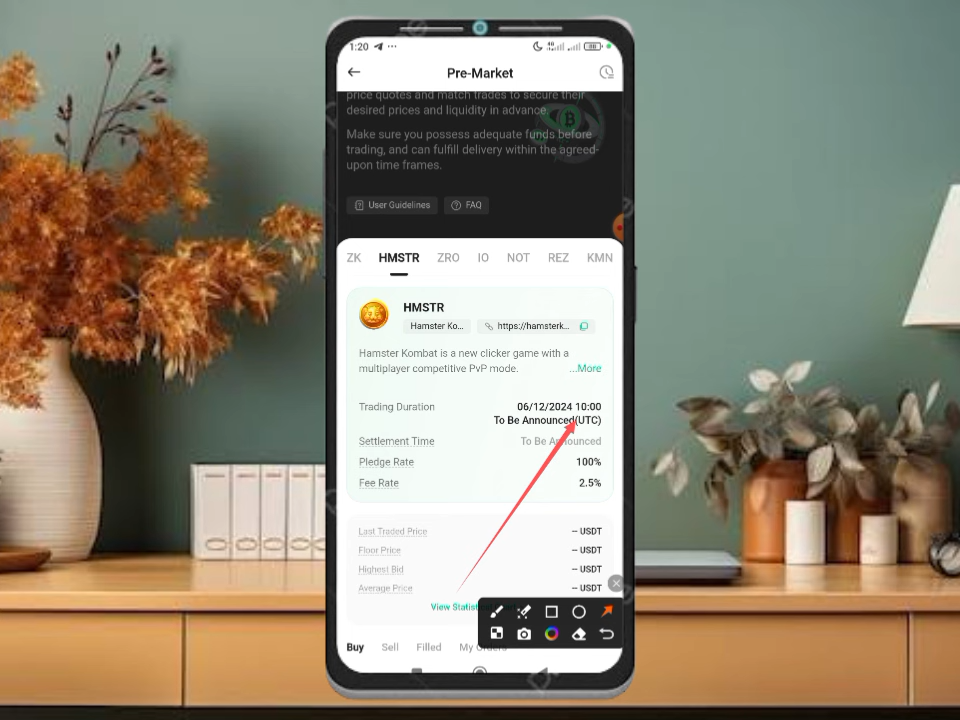 1:20
Pre-Market
price quotes and match trades to secure their
desired prices and liquidity in advance.
Make sure you possess adequate funds before
trading, and can fulfill delivery within the agreed-
upon time frames.
User Guidelines FAQ
ZK HMSTR ZRO IO NOT REZ KMN
HMSTR
Hamster Ko... https://hamsterk...
Hamster Kombat is a new clicker game with a
multiplayer competitive PvP mode. ...More
Trading Duration 06/12/2024 10:00
To Be Announced(UTC)
Settlement Time To Be Announced
Pledge Rate 100%
Fee Rate 2.5%
Last Traded Price -- USDT
Floor Price -- USDT
Highest Bid -- USDT
Average Price -- USDT
View Statist
Buy Sell Filled My Orders